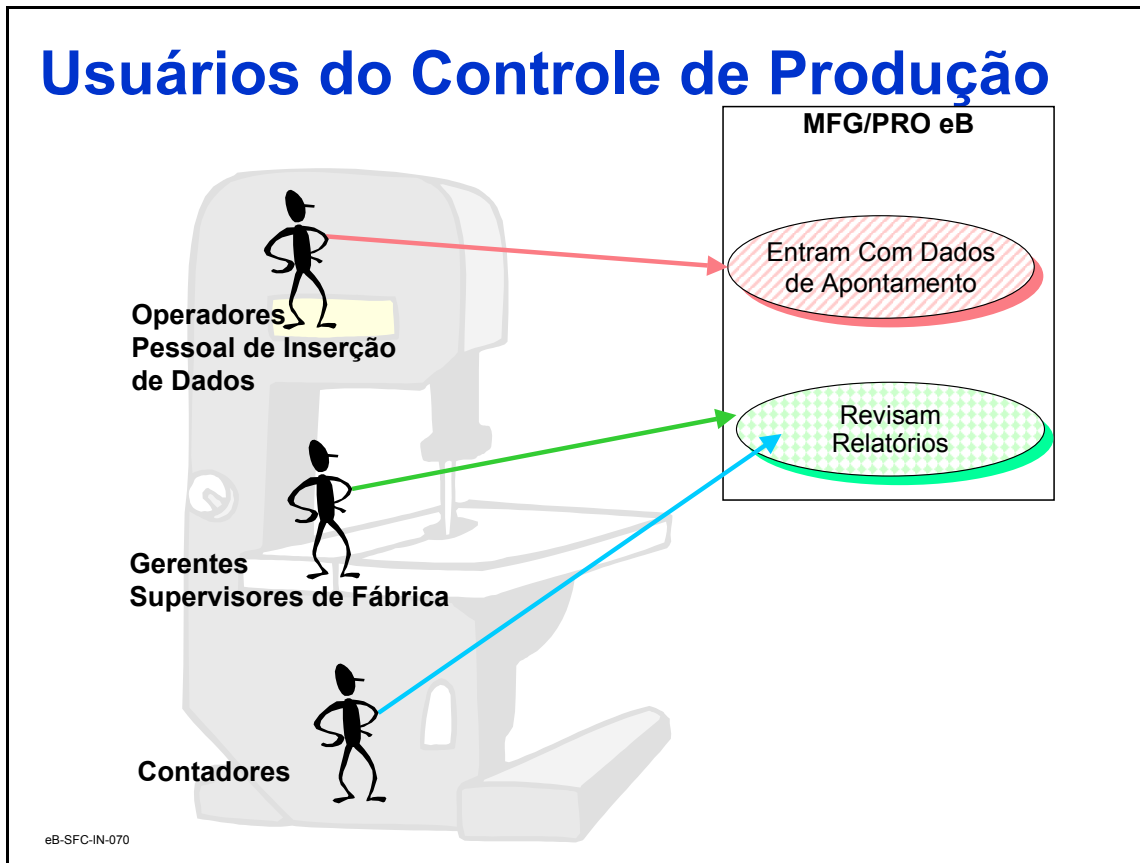 Usuários do Controle de Produção
MFG/PRO eB
Entram Com Dados
de Apontamento
Operadores
Pessoal de Inserção
de Dados
Revisam
Relatórios
Gerentes
Supervisores de Fábrica
Contadores
eB-SFC-IN-070